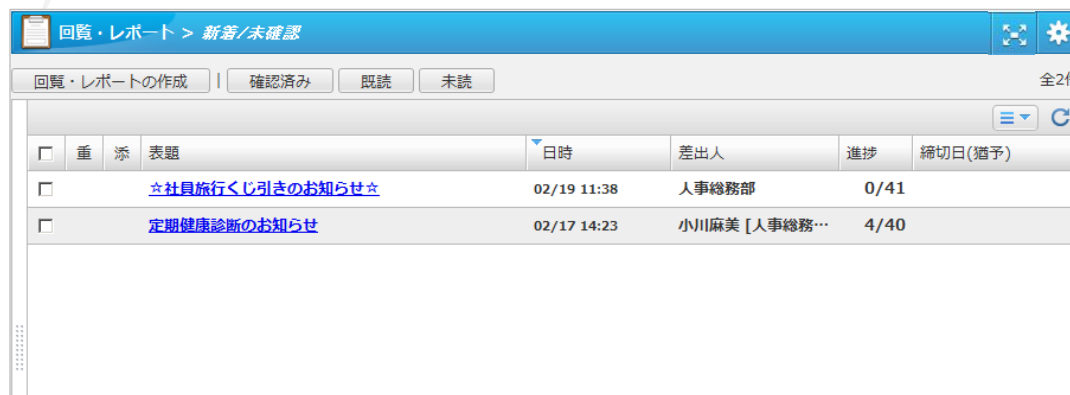 回覧・レポート > 新着/未確認
回覧・レポートの作成 | 確認済み 既読 未読 全2
重 添 表題 日時 差出人 進捗 締切日(猶予)
☆社員旅行くじ引きのお知らせ☆ 02/19 11:38 人事総務部 0/41
定期健康診断のお知らせ 02/17 14:23 小川麻美 [人事総務… 4/40